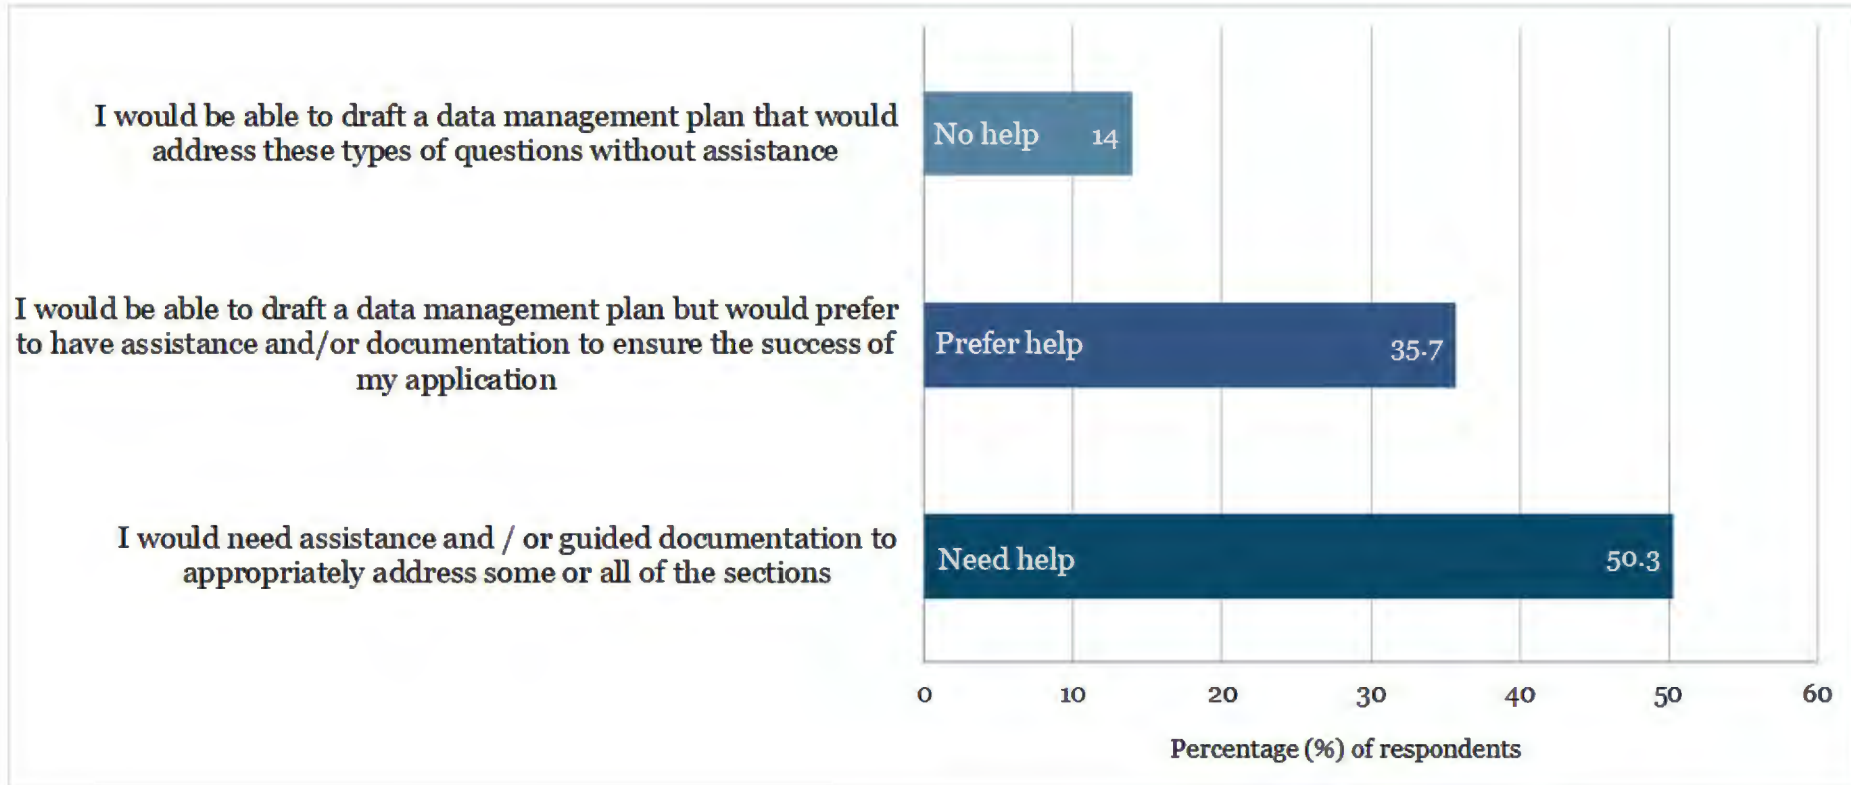 I would be able to draft a data management plan that would
address these types of questions without assistance
No help 14
I would be able to draft a data management plan but would prefer
to have assistance and/or documentation to ensure the success of
my application
Prefer help 35.7
I would need assistance and / or guided documentation to
appropriately address some or all of the sections
Need help 50.3
0 10 20 30 40 50 60
Percentage (%) of respondents